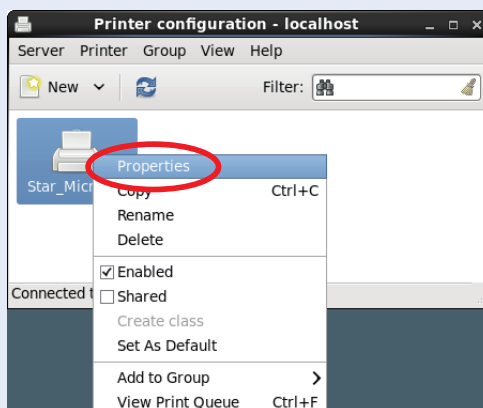 Printer configuration - localhost
Server Printer Group View Help
New Filter:
Properties
Star_Micr
Copy Ctrl+C
Rename
Delete
Enabled
Connected t
Shared
Create class
Set As Default
Add to Group
View Print Queue Ctrl+F